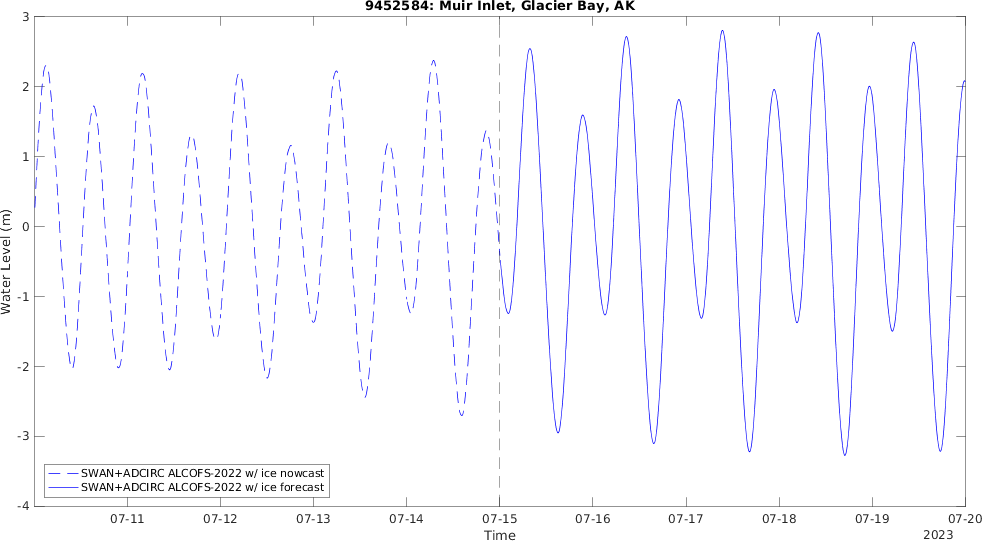 9452584: Muir Inlet, Glacier Bay, AK
3
2
1
0
-1
-2
-3
-4
Water Level (m)
SWAN+ADCIRC ALCOFS-2022 w/ ice nowcast
SWAN+ADCIRC ALCOFS-2022 w/ ice forecast
07-11 07-12 07-13 07-14 07-15 07-16 07-17 07-18 07-19 07-20
Time
2023